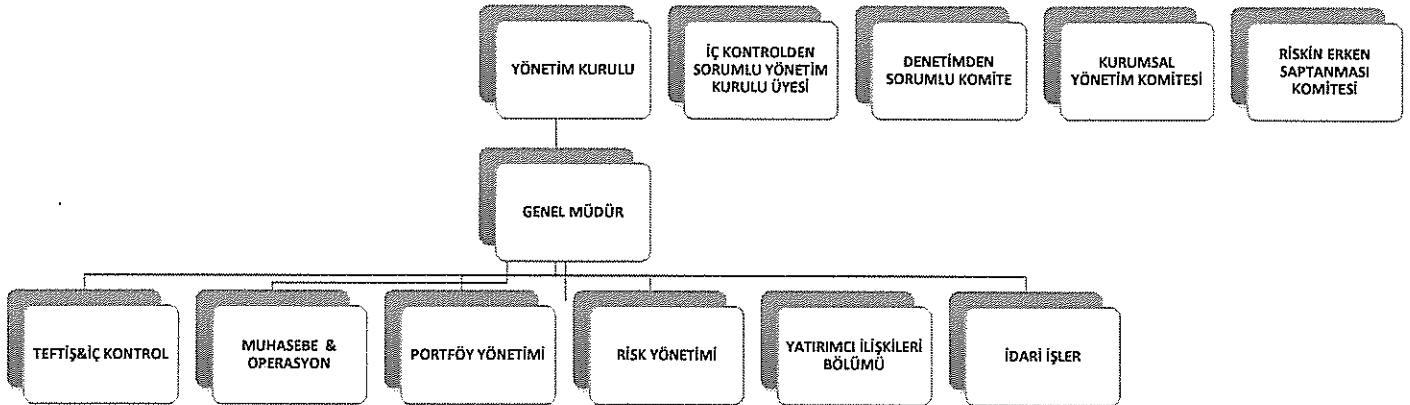 YÖNETİM KURULU
İÇ KONTROLDEN
SORUMLU YÖNETİM
KURULU ÜYESİ
DENETİMDEN
SORUMLU KOMİTE
KURUMSAL
YÖNETİM KOMİTESİ
RİSKİN ERKEN
SAPTANMASI
KOMİTESİ
GENEL MÜDÜR
TEFTİŞ&İÇ KONTROL
MUHASEBE &
OPERASYON
PORTFÖY YÖNETİMİ
RİSK YÖNETİMİ
YATIRIMCI İLİŞKİLERİ
BÖLÜMÜ
İDARİ İŞLER